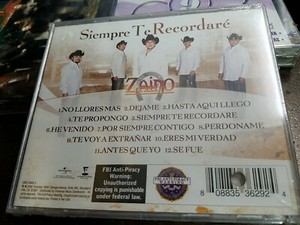 Siempre Te Recordaré
Zaino
1.NO LLORES MAS 2.DEJAME 3.HASTA AQUI LLEGO
4.TE PROPONGO 5.SIEMPRE TE RECORDARE
6.HE VENIDO 7.POR SIEMPRE CONTIGO 8.PERDONAME
9.TE VOY A EXTRAÑAR 10.ERES MI VERDAD
11.ANTES QUE YO 12.SE FUE
FBI Anti-Piracy
Warning:
Unauthorized
copying is punishable
under federal law.
8 08835 36292 4